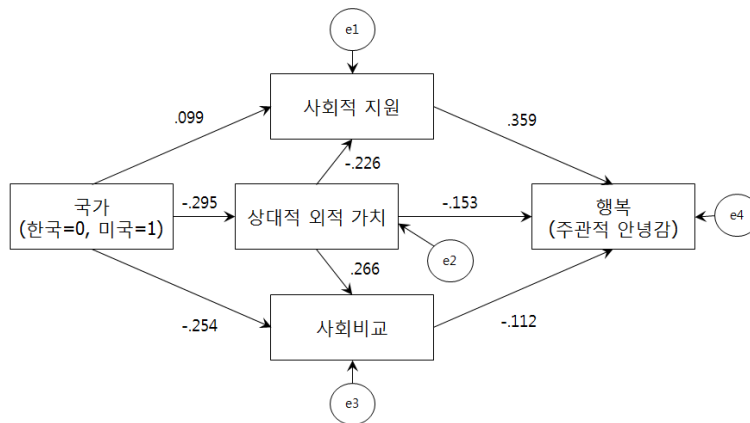 e1
사회적 지원
.099
.359
-.226
국가
(한국=0, 미국=1)
-.295
상대적 외적 가치
-.153
행복
(주관적 안녕감)
e4
e2
.266
-.254
사회비교
-.112
e3